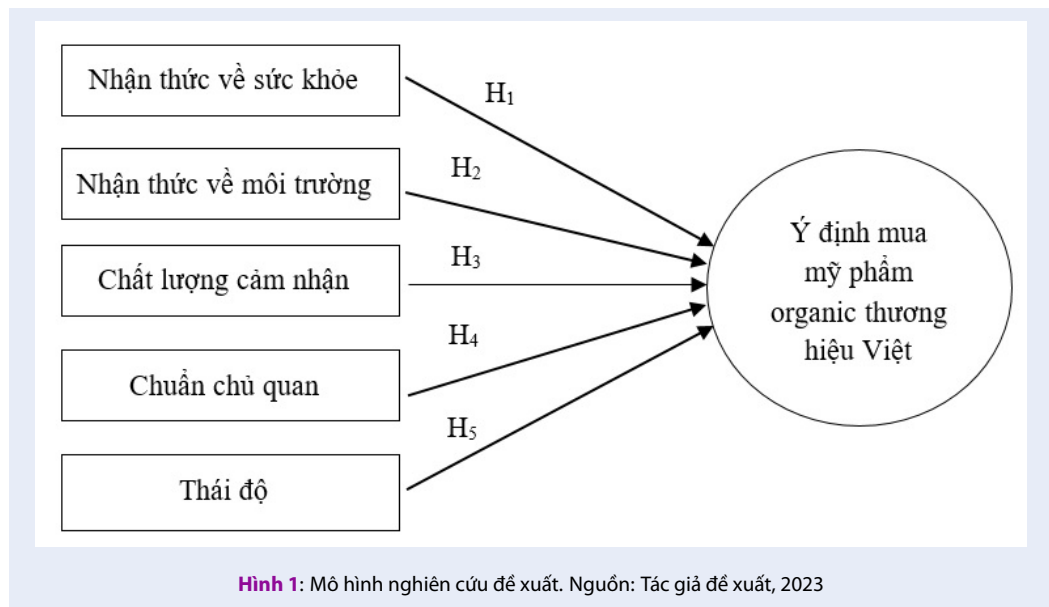 Nhận thức về sức khỏe
H₁
Nhận thức về môi trường
H₂
Chất lượng cảm nhận
H₃
Chuẩn chủ quan
H₄
Thái độ
H₅
Ý định mua
mỹ phẩm
organic thương
hiệu Việt
Hình 1: Mô hình nghiên cứu đề xuất. Nguồn: Tác giả đề xuất, 2023